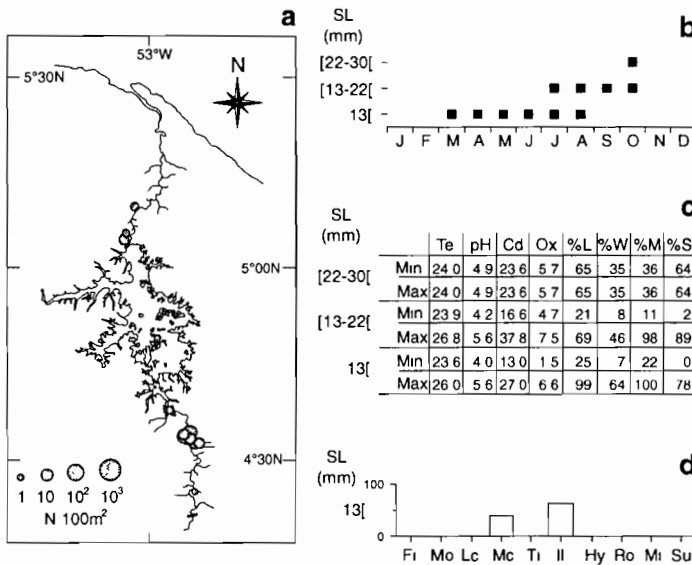 a
53°W
5°30N
N
5°00N
4°30N
1 10 10² 10³
N 100m²
b
SL
(mm)
[22-30[
[13-22[
13[
J F M A M J J A S O N D
c
SL
(mm)
Te pH Cd Ox %L %W %M %S
[22-30[ Min 24 0 4 9 23 6 5 7 65 35 36 64
Max 24 0 4 9 23 6 5 7 65 35 36 64
[13-22[ Min 23 9 4 2 16 6 4 7 21 8 11 2
Max 26 8 5 6 37 8 7 5 69 46 98 89
13[ Min 23 6 4 0 13 0 1 5 25 7 22 0
Max 26 0 5 6 27 0 6 6 99 64 100 78
d
SL
(mm)
100
13[
0
Fi Mo Lc Mc Ti Il Hy Ro Mi Su